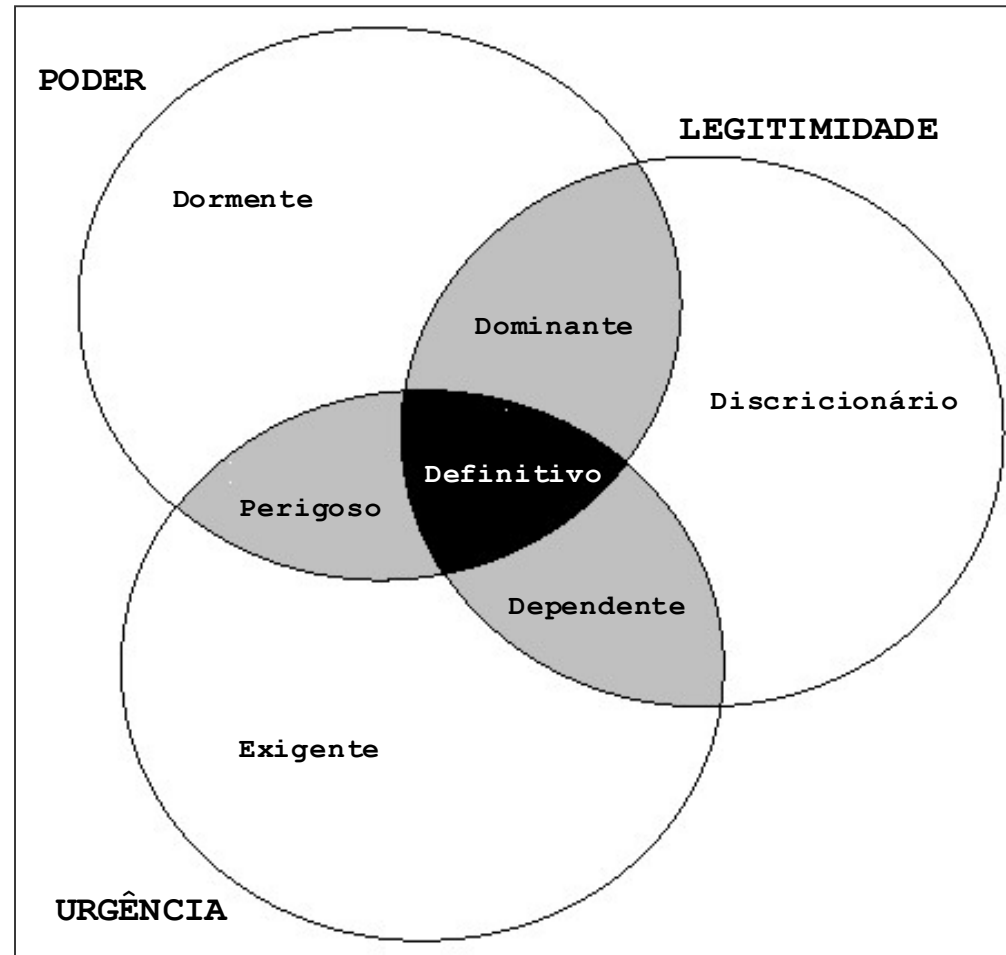 PODER
LEGITIMIDADE
Dormente
Dominante
Discricionário
Definitivo
Perigoso
Dependente
Exigente
URGÊNCIA